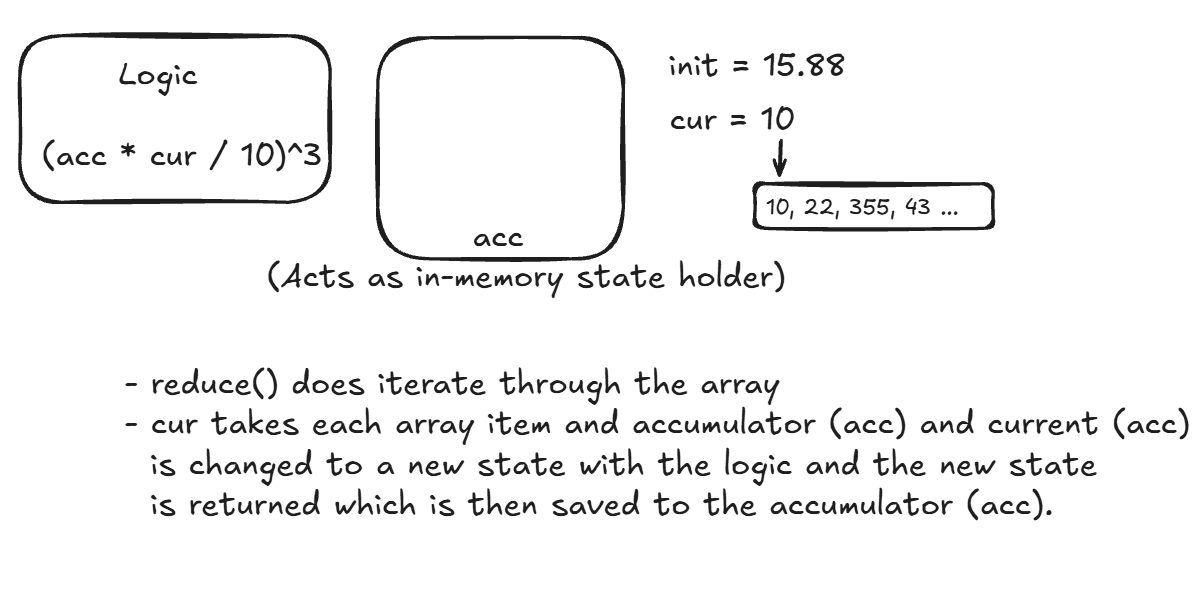 Logic
(acc * cur / 10)^3
acc
(Acts as in-memory state holder)
init = 15.88
cur = 10
10, 22, 355, 43 ...
- reduce() does iterate through the array
- cur takes each array item and accumulator (acc) and current (acc)
is changed to a new state with the logic and the new state
is returned which is then saved to the accumulator (acc).